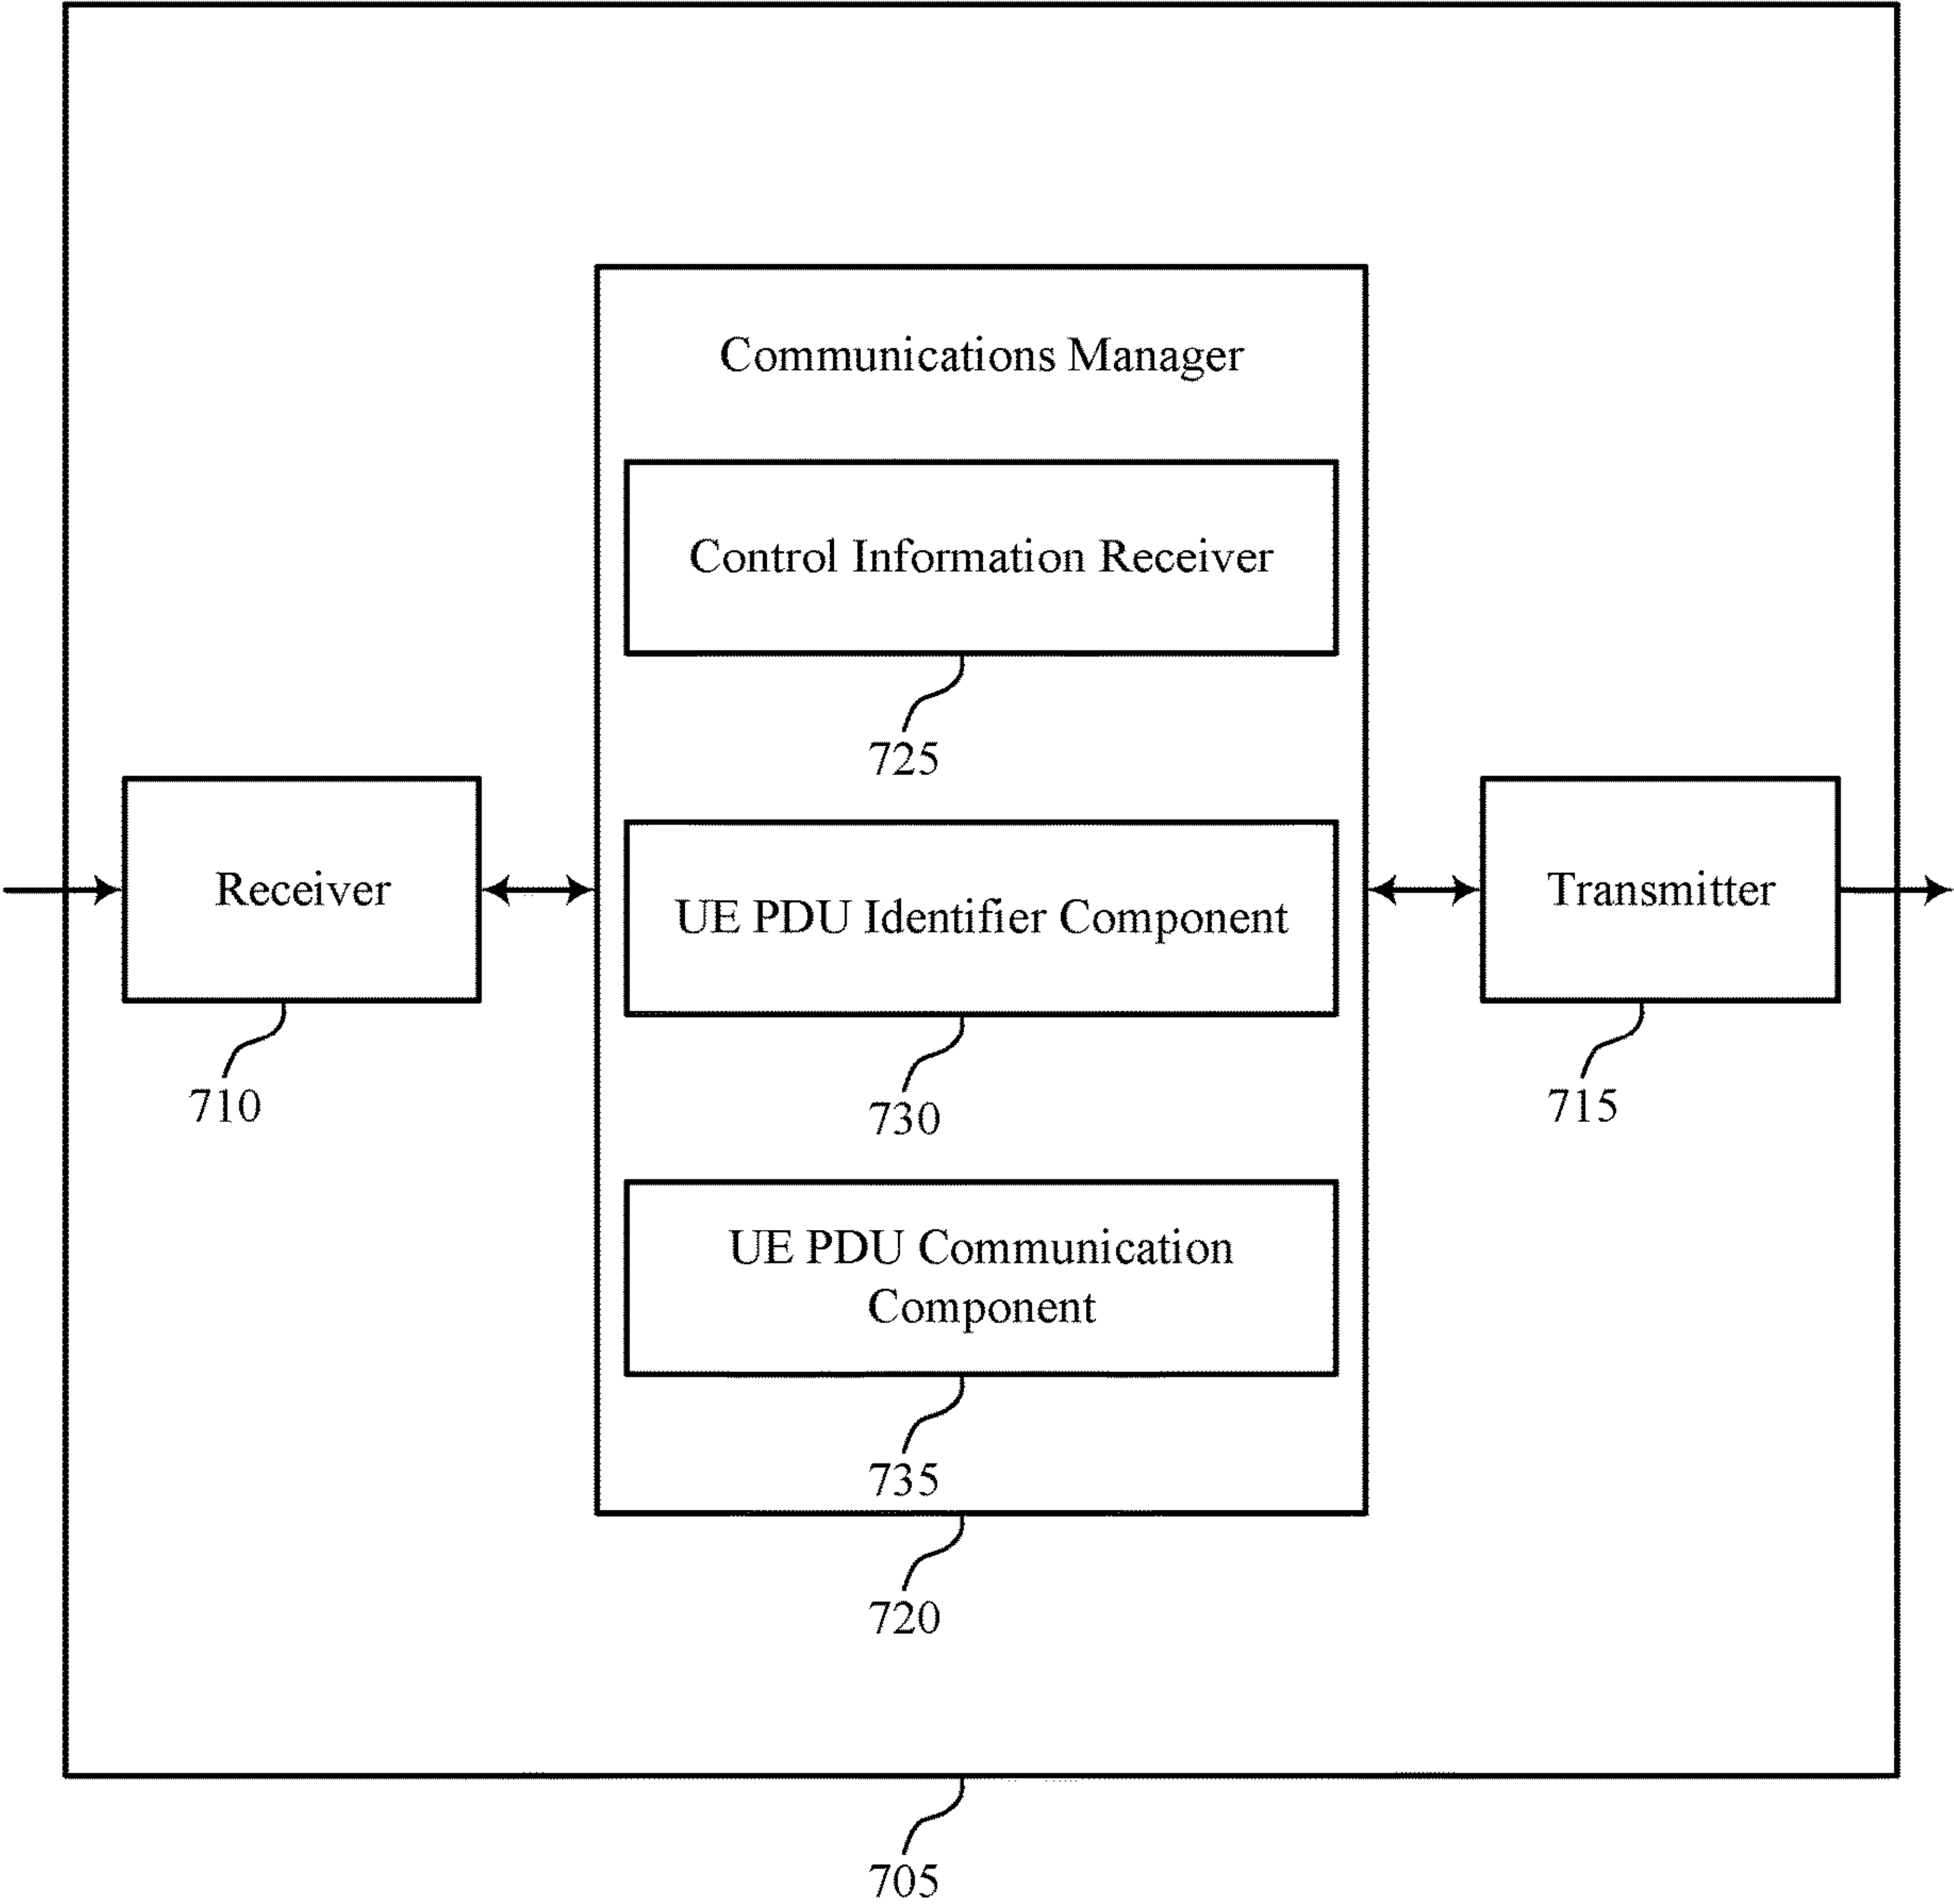 Communications Manager
Control Information Receiver
725
Receiver
710
UE PDU Identifier Component
730
Transmitter
715
UE PDU Communication
Component
735
720
705